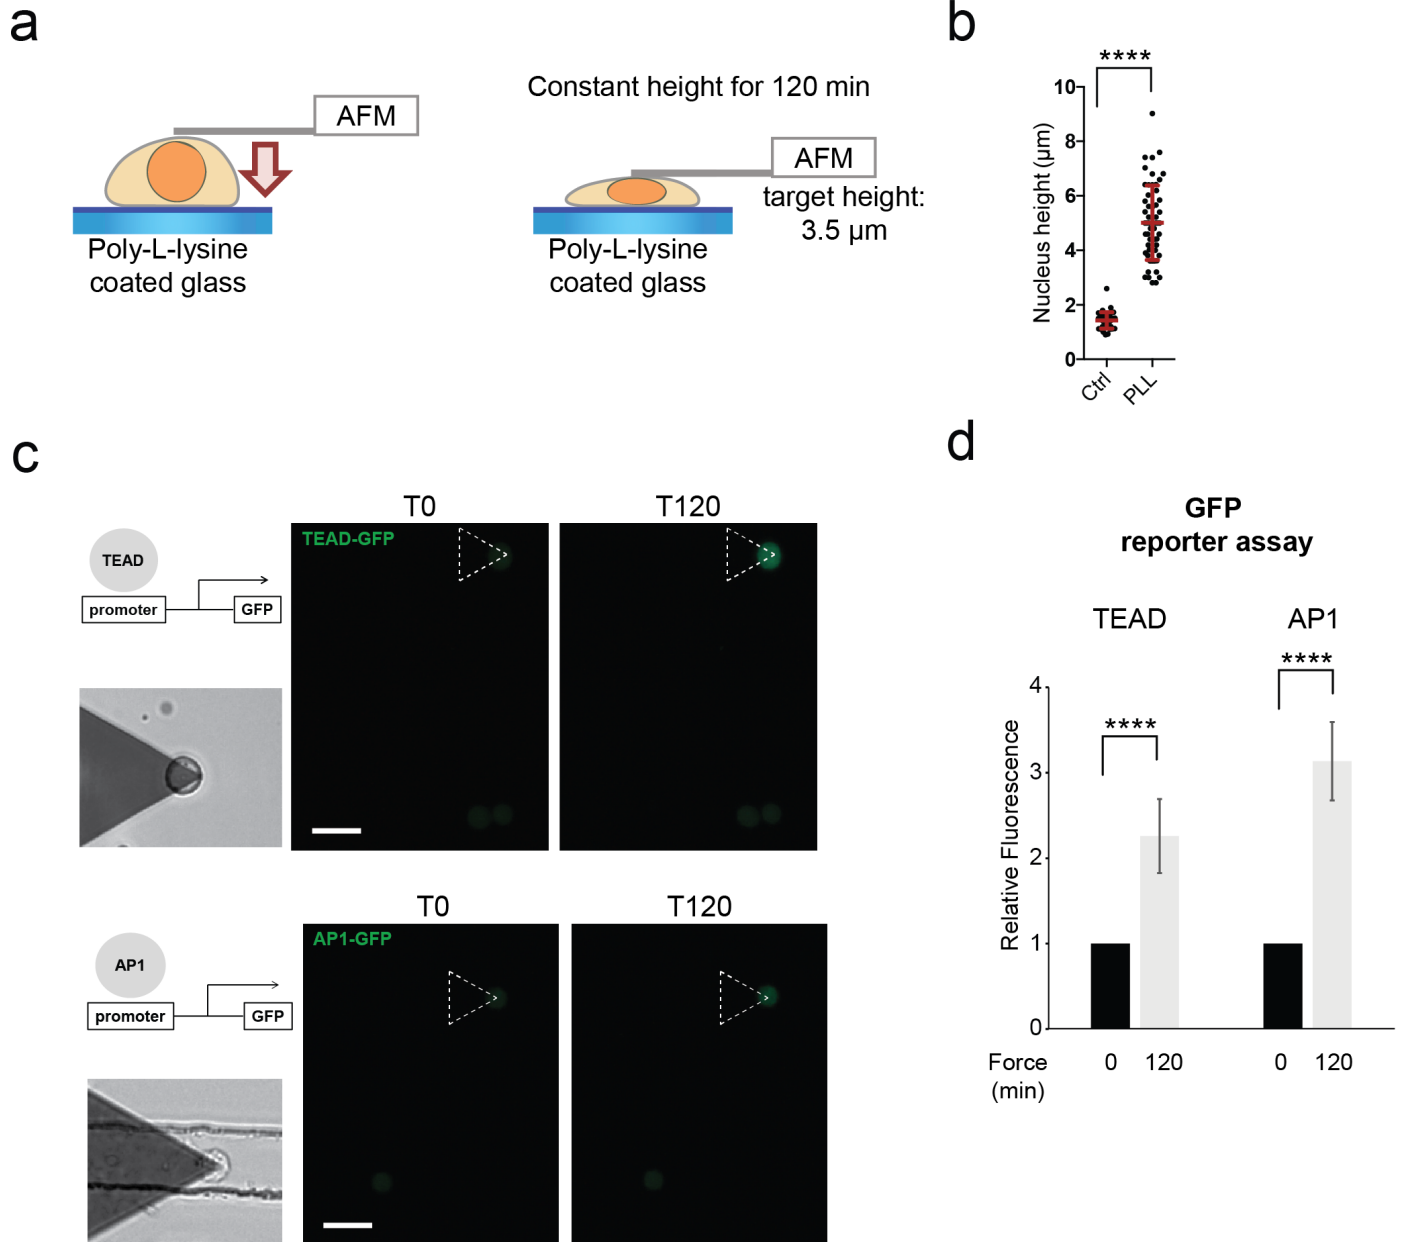 a
AFM
Poly-L-lysine
coated glass
Constant height for 120 min
AFM
target height:
3.5 µm
Poly-L-lysine
coated glass
b
****
Nucleus height (µm)
10
8
6
4
2
0
Ctrl
PLL
c
T0
T120
TEAD
promoter
GFP
TEAD-GFP
T0
T120
AP1
promoter
GFP
AP1-GFP
d
GFP
reporter assay
TEAD
AP1
****
****
Relative Fluorescence
4
3
2
1
0
Force
(min)
0
120
0
120